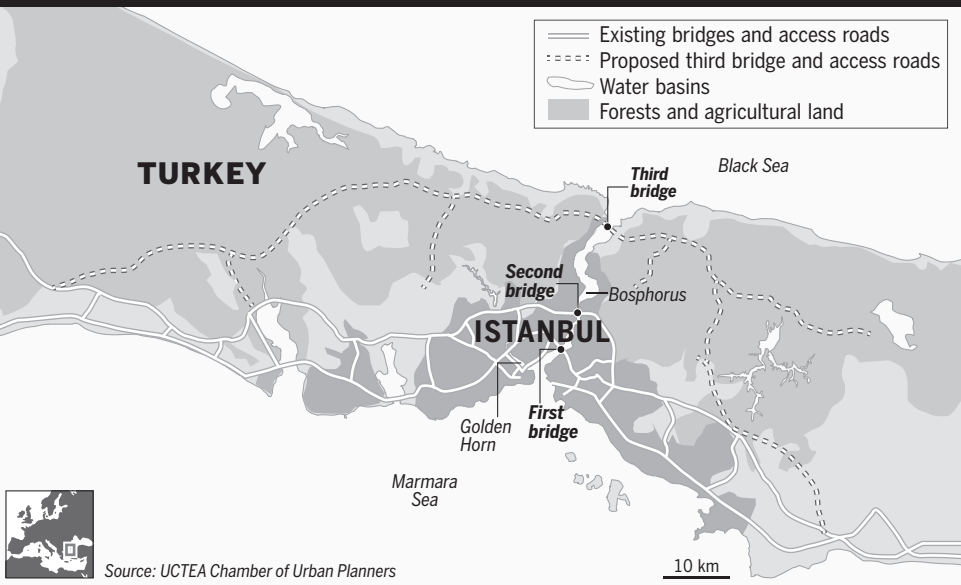 Existing bridges and access roads
Proposed third bridge and access roads
Water basins
Forests and agricultural land
Black Sea
TURKEY
Third
bridge
Second
bridge
Bosphorus
ISTANBUL
Golden
Horn
First
bridge
Marmara
Sea
10 km
Source: UCTEA Chamber of Urban Planners